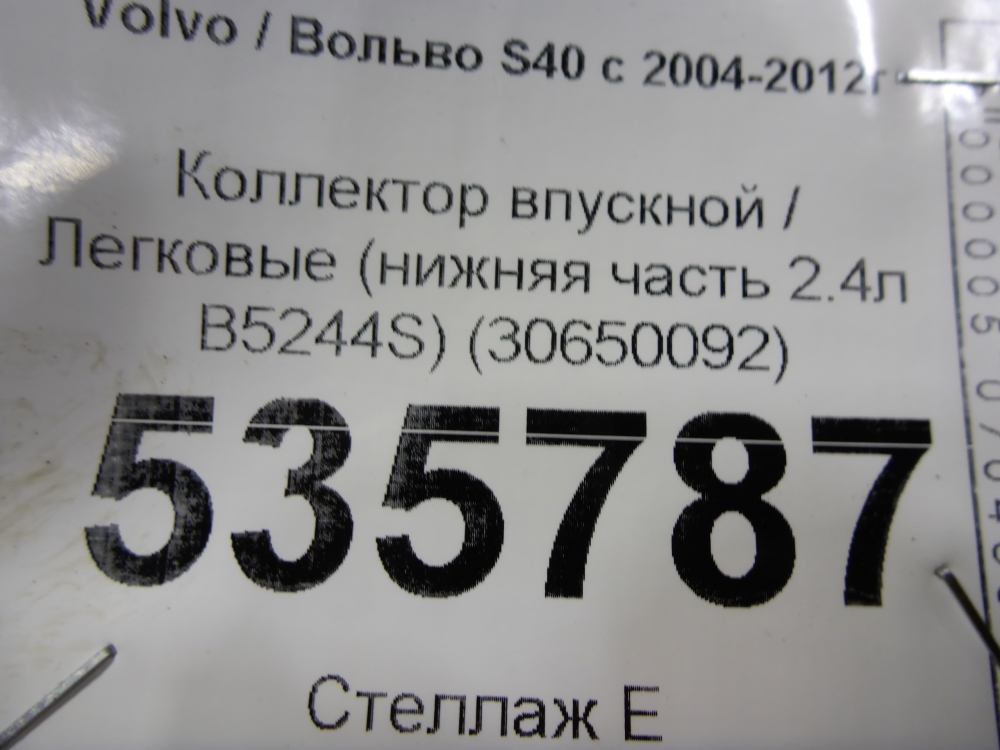 Volvo / Вольво S40 с 2004-2012г
Коллектор впускной /
Легковые (нижняя часть 2.4л
B5244S) (30650092)
535787
Стеллаж Е